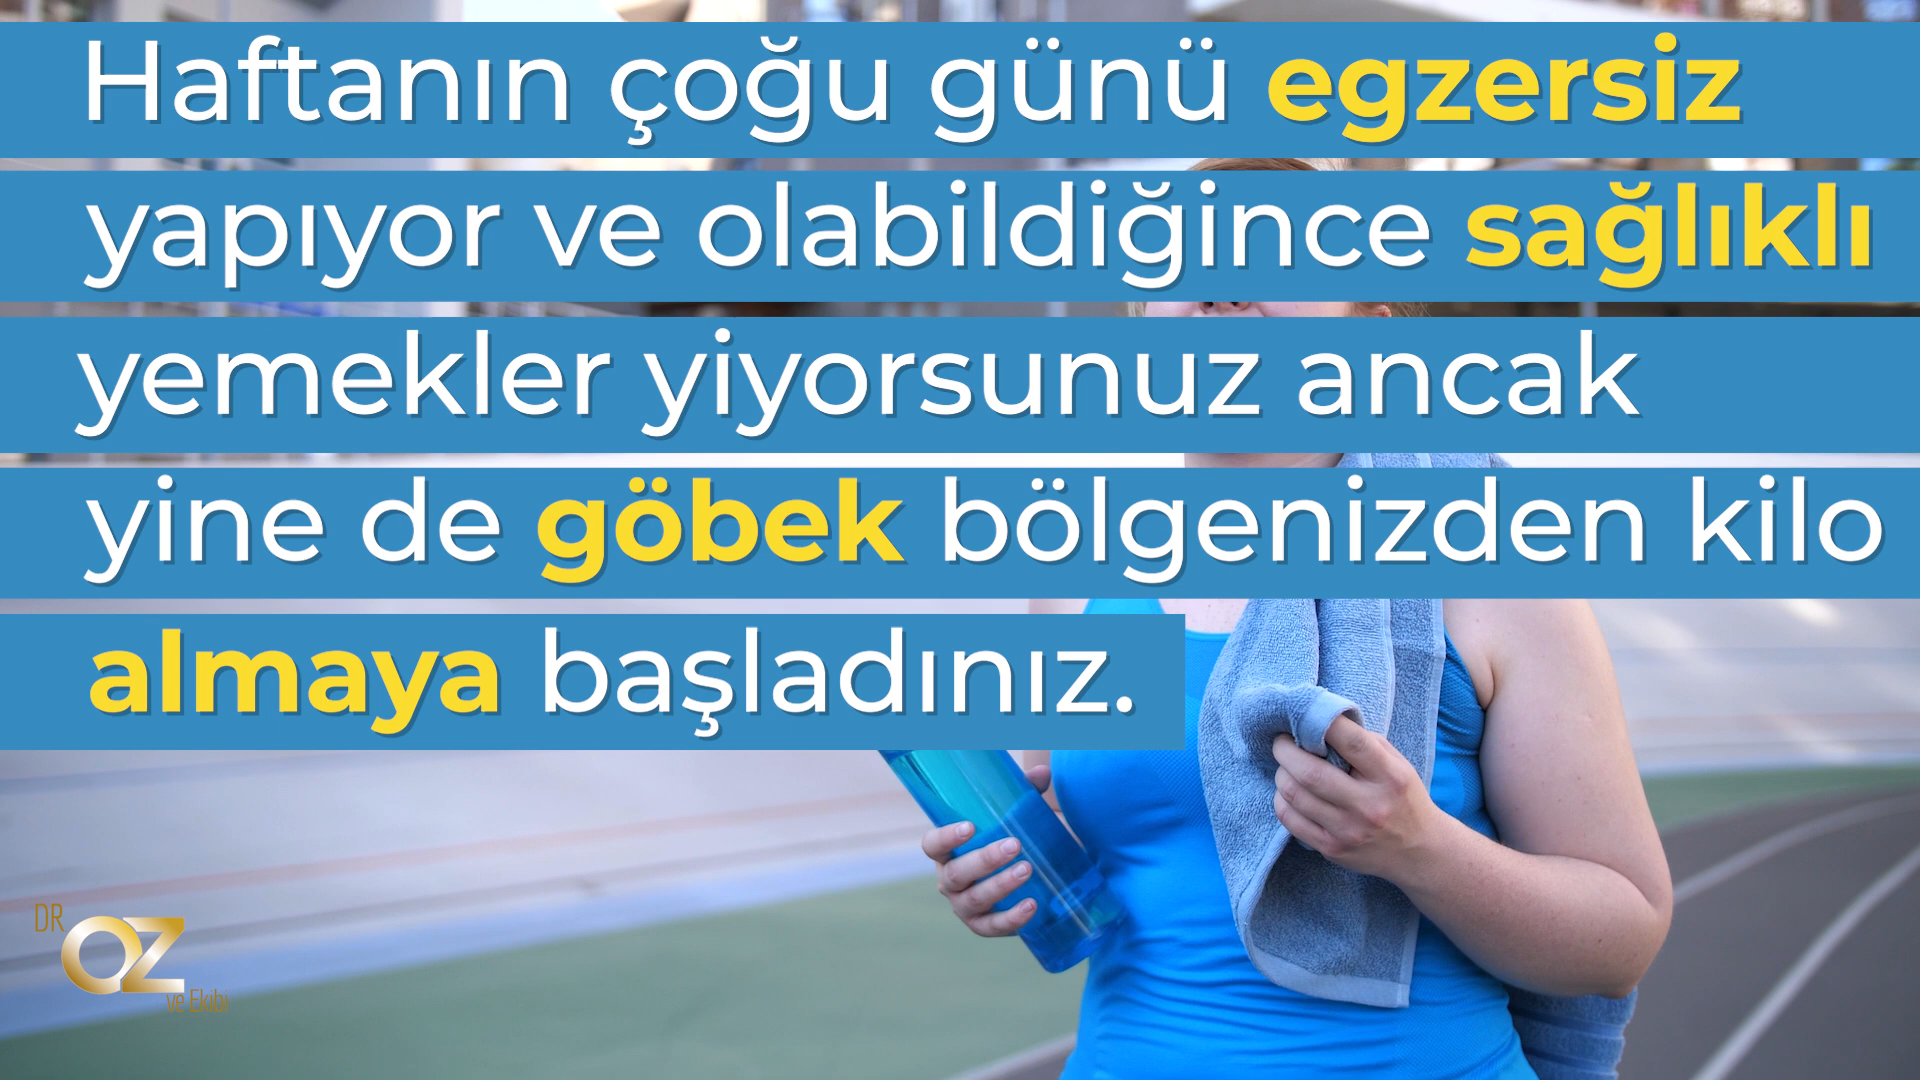 Haftanın çoğu günü egzersiz
yapıyor ve olabildiğince sağlıklı
yemekler yiyorsunuz ancak
yine de göbek bölgenizden kilo
almaya başladınız.
DR
OZ
ve Ekibi